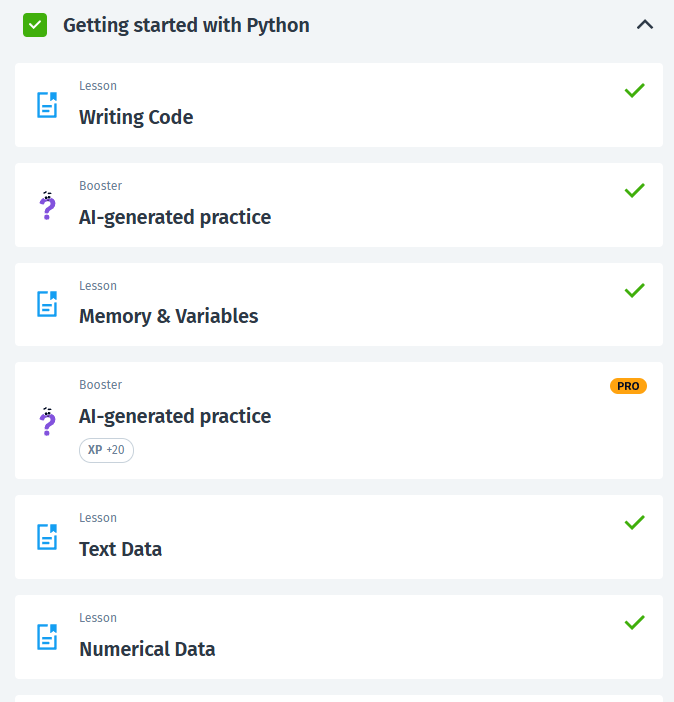 Getting started with Python
Lesson
Writing Code
Booster
AI-generated practice
Lesson
Memory & Variables
Booster
PRO
AI-generated practice
XP +20
Lesson
Text Data
Lesson
Numerical Data